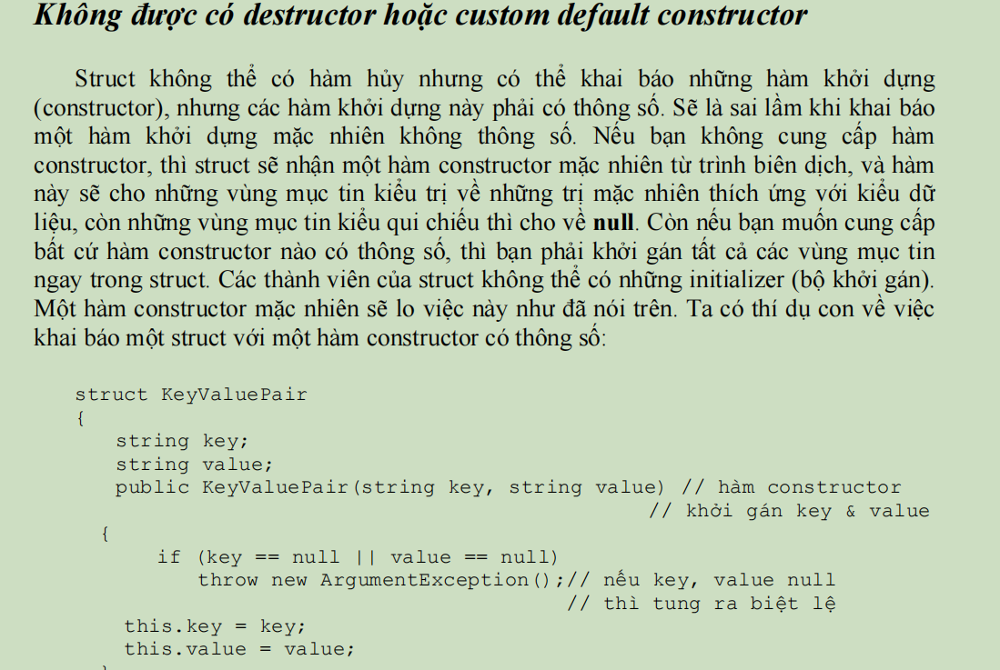 Không được có destructor hoặc custom default constructor
Struct không thể có hàm hủy nhưng có thể khai báo những hàm khởi dựng
(constructor), nhưng các hàm khởi dựng này phải có thông số. Sẽ là sai lầm khi khai báo
một hàm khởi dựng mặc nhiên không thông số. Nếu bạn không cung cấp hàm
constructor, thì struct sẽ nhận một hàm constructor mặc nhiên từ trình biên dịch, và hàm
này sẽ cho những vùng mục tin kiểu trị về những trị mặc nhiên thích ứng với kiểu dữ
liệu, còn những vùng mục tin kiểu qui chiếu thì cho về null. Còn nếu bạn muốn cung cấp
bất cứ hàm constructor nào có thông số, thì bạn phải khởi gán tất cả các vùng mục tin
ngay trong struct. Các thành viên của struct không thể có những initializer (bộ khởi gán).
Một hàm constructor mặc nhiên sẽ lo việc này như đã nói trên. Ta có thí dụ con về việc
khai báo một struct với một hàm constructor có thông số:
struct KeyValuePair
{
string key;
string value;
public KeyValuePair(string key, string value) // hàm constructor
// khởi gán key & value
{
if (key == null || value == null)
throw new ArgumentException();// nếu key, value null
// thì tung ra biệt lệ
this.key = key;
this.value = value;